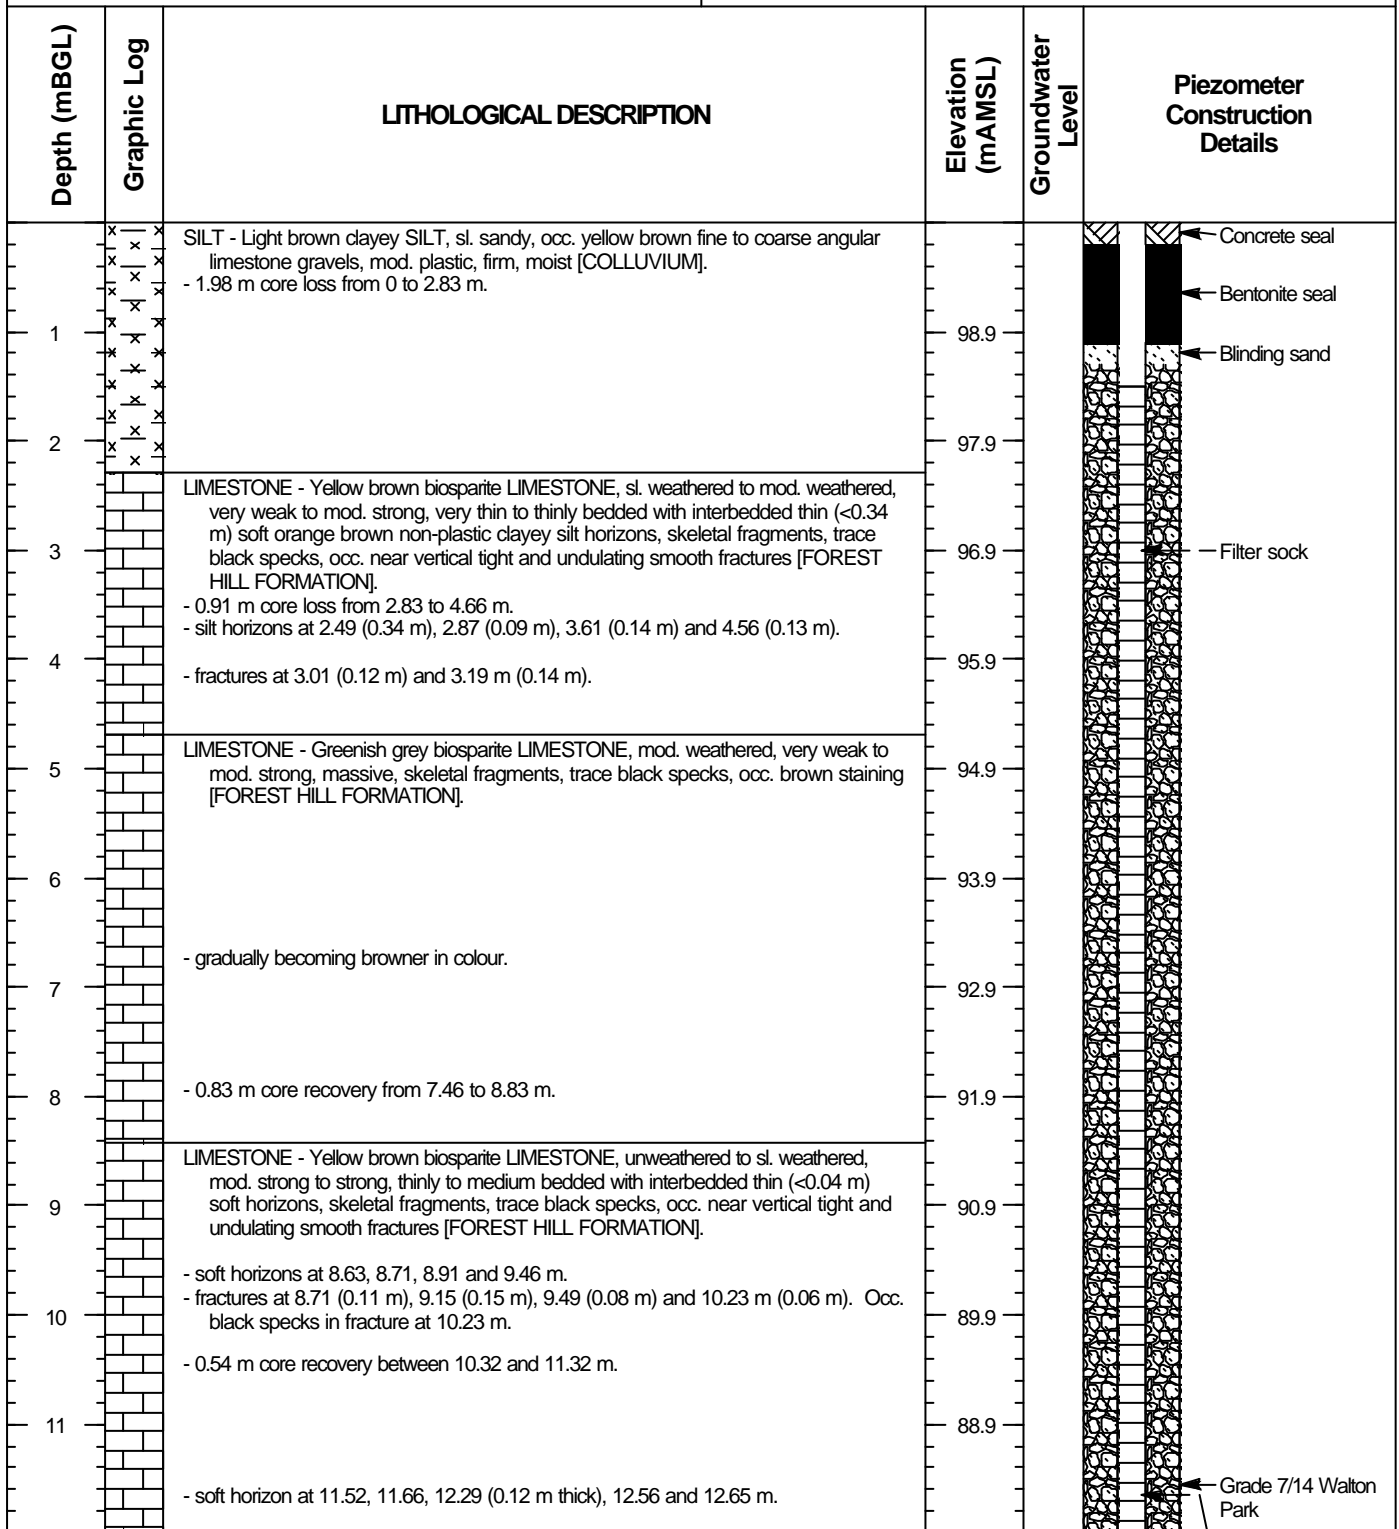 Depth (mBGL)
Graphic Log
LITHOLOGICAL DESCRIPTION
Elevation
(mAMSL)
Groundwater
Level
Piezometer
Construction
Details
SILT - Light brown clayey SILT, sl. sandy, occ. yellow brown fine to coarse angular
limestone gravels, mod. plastic, firm, moist [COLLUVIUM].
- 1.98 m core loss from 0 to 2.83 m.
Concrete seal
Bentonite seal
1
98.9
Blinding sand
2
97.9
LIMESTONE - Yellow brown biosparite LIMESTONE, sl. weathered to mod. weathered,
very weak to mod. strong, very thin to thinly bedded with interbedded thin (<0.34
m) soft orange brown non-plastic clayey silt horizons, skeletal fragments, trace
black specks, occ. near vertical tight and undulating smooth fractures [FOREST
HILL FORMATION].
3
96.9
Filter sock
- 0.91 m core loss from 2.83 to 4.66 m.
- silt horizons at 2.49 (0.34 m), 2.87 (0.09 m), 3.61 (0.14 m) and 4.56 (0.13 m).
4
95.9
- fractures at 3.01 (0.12 m) and 3.19 m (0.14 m).
LIMESTONE - Greenish grey biosparite LIMESTONE, mod. weathered, very weak to
mod. strong, massive, skeletal fragments, trace black specks, occ. brown staining
[FOREST HILL FORMATION].
5
94.9
6
93.9
- gradually becoming browner in colour.
7
92.9
- 0.83 m core recovery from 7.46 to 8.83 m.
8
91.9
LIMESTONE - Yellow brown biosparite LIMESTONE, unweathered to sl. weathered,
mod. strong to strong, thinly to medium bedded with interbedded thin (<0.04 m)
soft horizons, skeletal fragments, trace black specks, occ. near vertical tight and
undulating smooth fractures [FOREST HILL FORMATION].
9
90.9
- soft horizons at 8.63, 8.71, 8.91 and 9.46 m.
- fractures at 8.71 (0.11 m), 9.15 (0.15 m), 9.49 (0.08 m) and 10.23 m (0.06 m).  Occ.
black specks in fracture at 10.23 m.
10
89.9
- 0.54 m core recovery between 10.32 and 11.32 m.
11
88.9
- soft horizon at 11.52, 11.66, 12.29 (0.12 m thick), 12.56 and 12.65 m.
Grade 7/14 Walton
Park